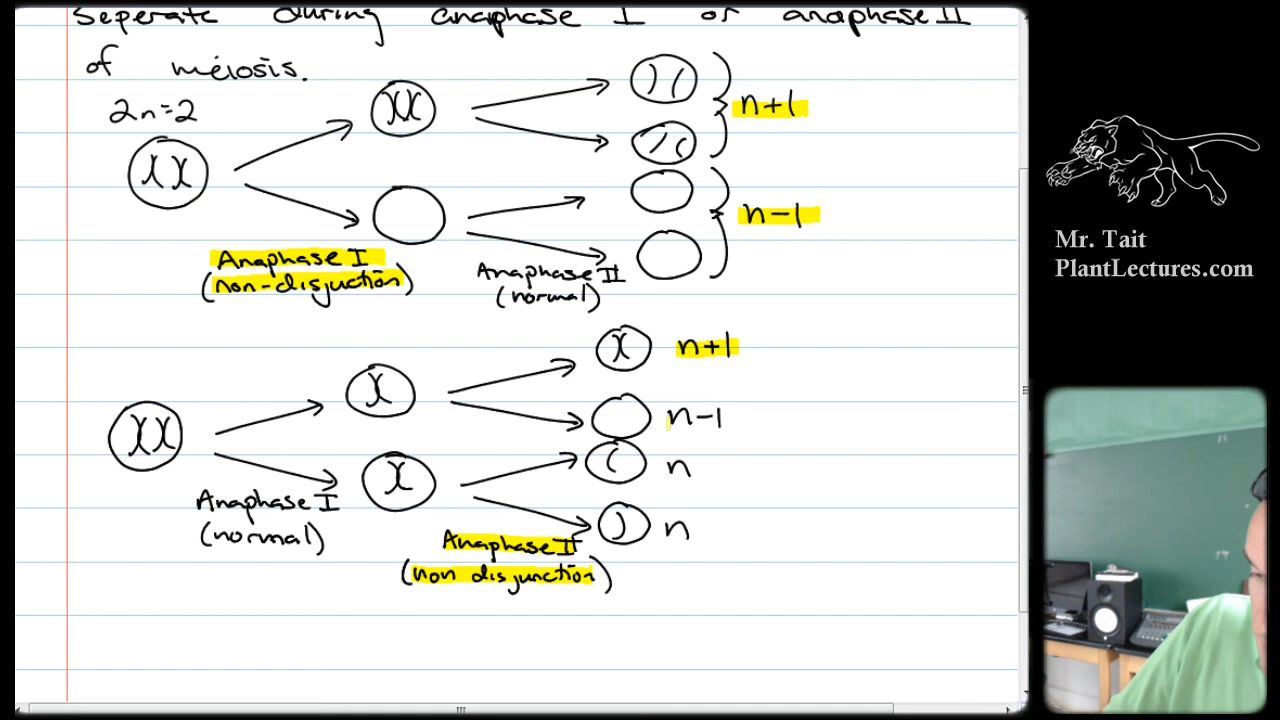 Seperate during anaphase I or anaphase II
of meiosis.
2n=2
n+1
n-1
Anaphase I
(non-disjuction)
Anaphase II
(normal)
n+1
n-1
n
n
Anaphase I
(normal)
Anaphase II
(non disjunction)
Mr. Tait
PlantLectures.com